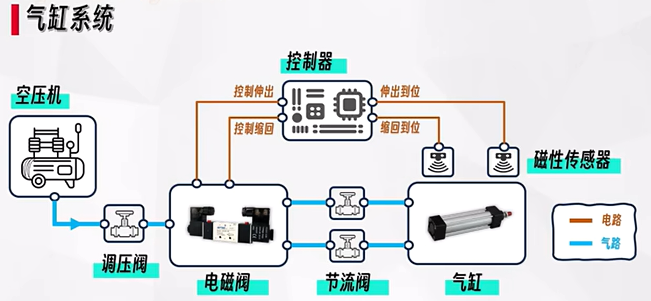 气缸系统
控制器
空压机
控制伸出
伸出到位
控制缩回
缩回到位
磁性传感器
电路
气路
调压阀
电磁阀
节流阀
气缸